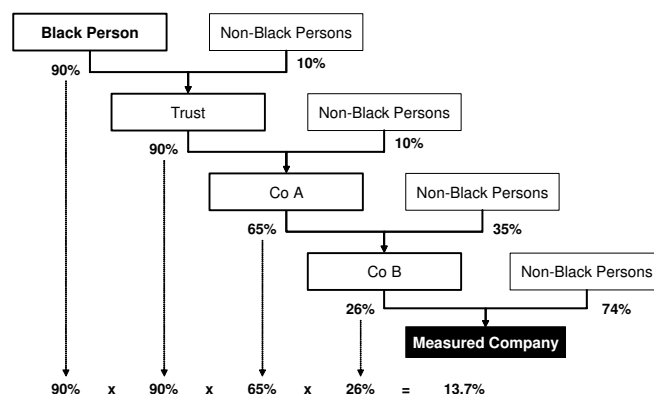 Black Person
Non-Black Persons
90%
10%
Trust
Non-Black Persons
90%
10%
Co A
Non-Black Persons
65%
35%
Co B
Non-Black Persons
26%
74%
Measured Company
90% x 90% x 65% x 26% = 13.7%